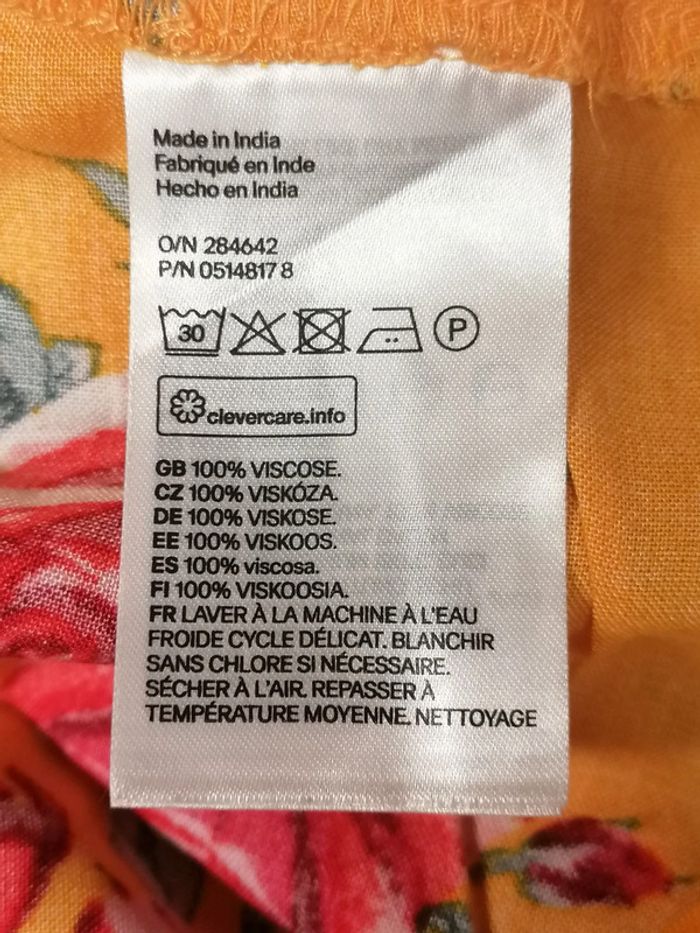 Made in India
Fabriqué en Inde
Hecho en India
O/N 284642
P/N 0514817 8
30
P
clevercare.info
GB 100% VISCOSE.
CZ 100% VISKÓZA.
DE 100% VISKOSE.
EE 100% VISKOOS.
ES 100% viscosa.
FI 100% VISKOOSIA.
FR LAVER À LA MACHINE À L'EAU
FROIDE CYCLE DÉLICAT. BLANCHIR
SANS CHLORE SI NÉCESSAIRE.
SÉCHER À L'AIR. REPASSER À
TEMPÉRATURE MOYENNE. NETTOYAGE